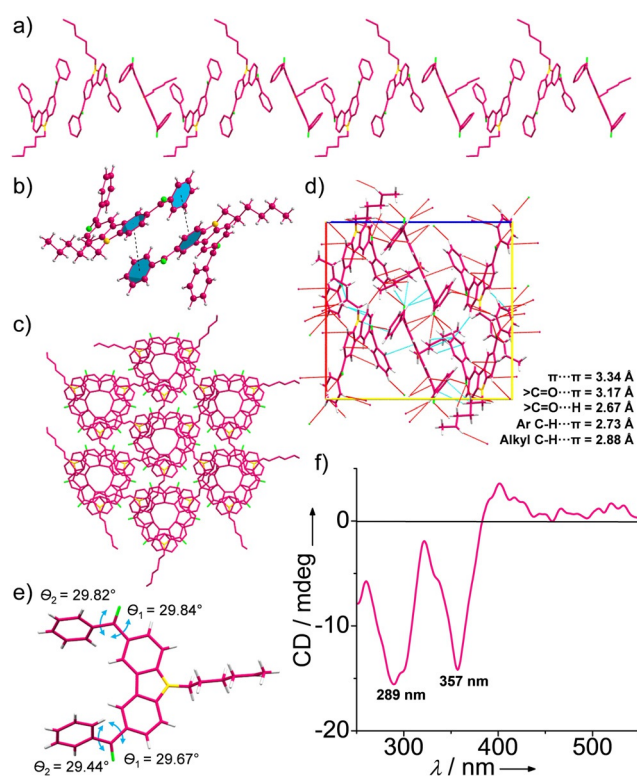 a)
b)
c)
d)
π···π = 3.34 Å
>C=O···π = 3.17 Å
>C=O···H = 2.67 Å
Ar C-H···π = 2.73 Å
Alkyl C-H···π = 2.88 Å
e)
Θ2 = 29.82°
Θ1 = 29.84°
Θ2 = 29.44°
Θ1 = 29.67°
f)
CD / mdeg →
0
-10
-20
289 nm
357 nm
300 400 500
λ / nm →